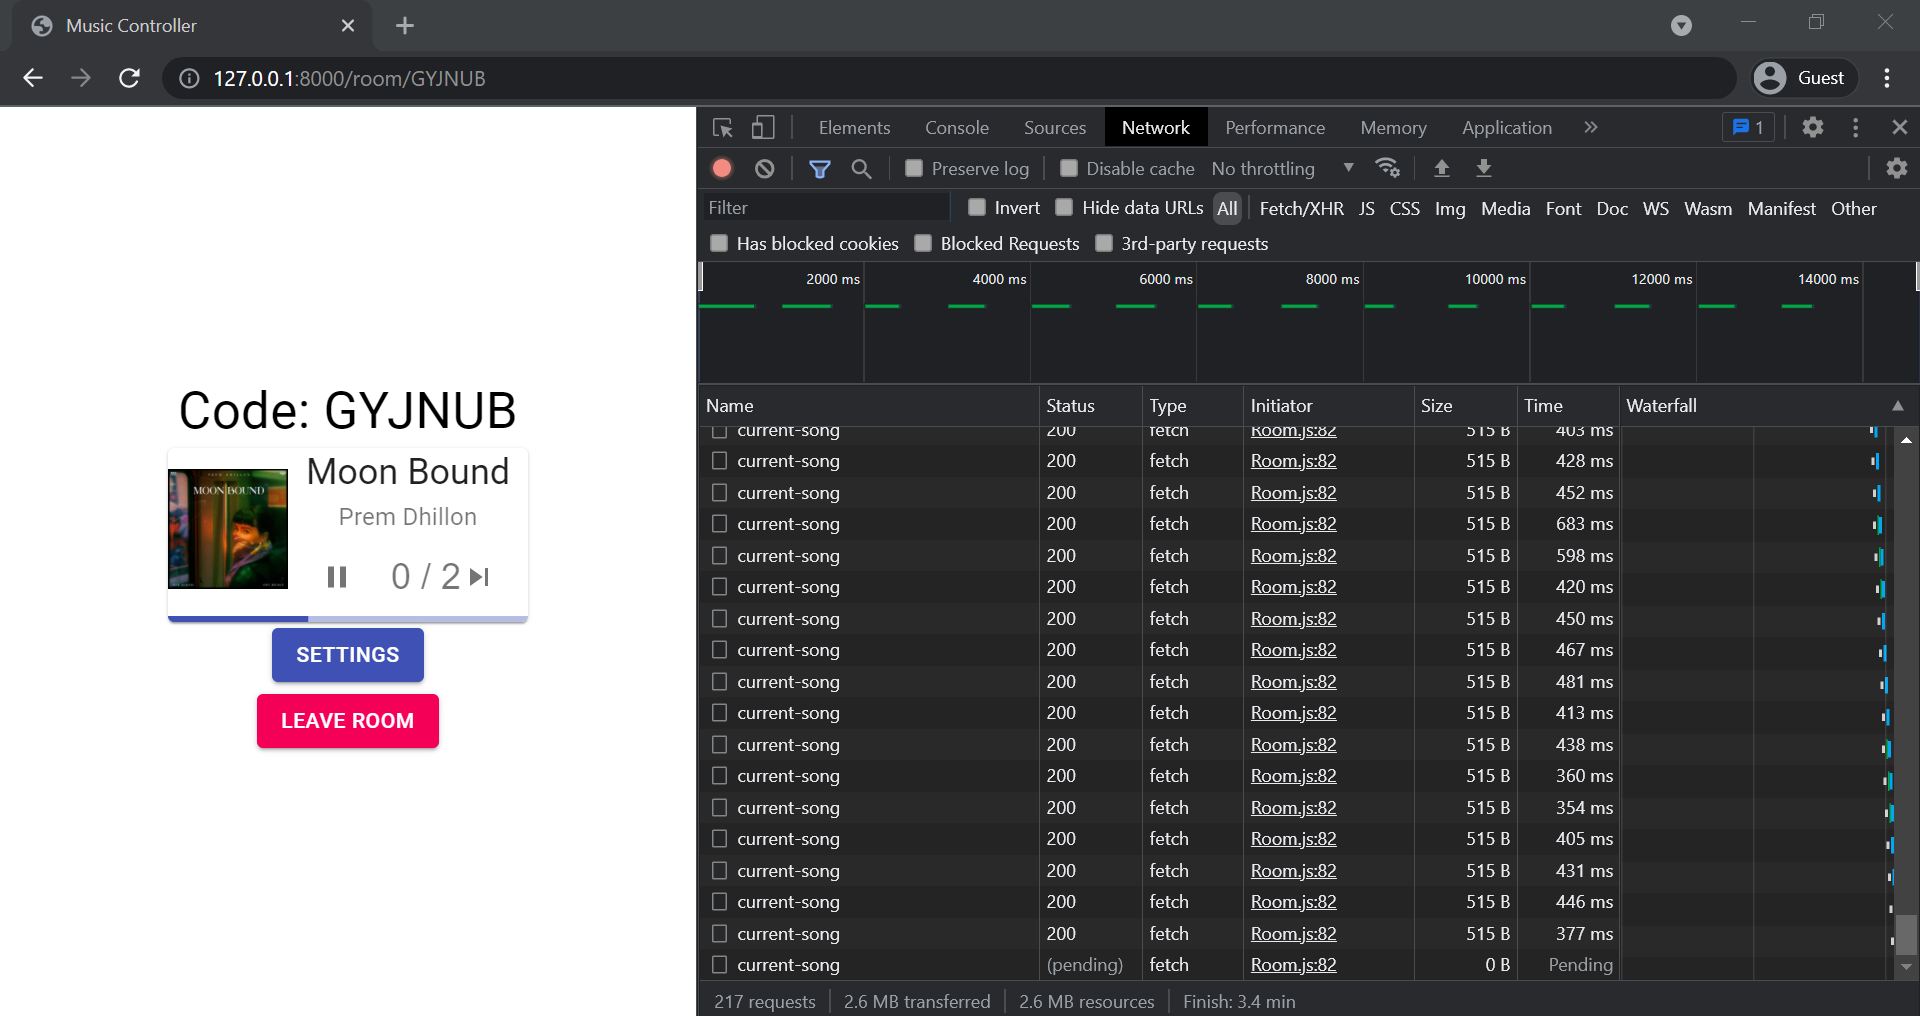 Music Controller
127.0.0.1:8000/room/GYJNUB
Guest
Elements Console Sources Network Performance Memory Application 1
Preserve log Disable cache No throttling
Filter Invert Hide data URLs All Fetch/XHR JS CSS Img Media Font Doc WS Wasm Manifest Other
Has blocked cookies Blocked Requests 3rd-party requests
2000 ms 4000 ms 6000 ms 8000 ms 10000 ms 12000 ms 14000 ms
Code: GYJNUB
MOON BOUND
Moon Bound
Prem Dhillon
0 / 2
SETTINGS
LEAVE ROOM
Name Status Type Initiator Size Time Waterfall
current-song 200 fetch Room.js:82 515 B 403 ms
current-song 200 fetch Room.js:82 515 B 428 ms
current-song 200 fetch Room.js:82 515 B 452 ms
current-song 200 fetch Room.js:82 515 B 683 ms
current-song 200 fetch Room.js:82 515 B 598 ms
current-song 200 fetch Room.js:82 515 B 420 ms
current-song 200 fetch Room.js:82 515 B 450 ms
current-song 200 fetch Room.js:82 515 B 467 ms
current-song 200 fetch Room.js:82 515 B 481 ms
current-song 200 fetch Room.js:82 515 B 413 ms
current-song 200 fetch Room.js:82 515 B 438 ms
current-song 200 fetch Room.js:82 515 B 360 ms
current-song 200 fetch Room.js:82 515 B 354 ms
current-song 200 fetch Room.js:82 515 B 405 ms
current-song 200 fetch Room.js:82 515 B 431 ms
current-song 200 fetch Room.js:82 515 B 446 ms
current-song 200 fetch Room.js:82 515 B 377 ms
current-song (pending) fetch Room.js:82 0 B Pending
217 requests 2.6 MB transferred 2.6 MB resources Finish: 3.4 min